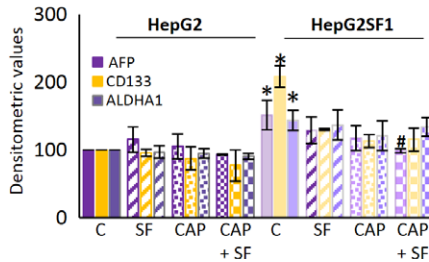 HepG2 HepG2SF1
Densitometric values
300
200
100
0
AFP
CD133
ALDHA1
* * *
#
C SF CAP CAP C SF CAP CAP
+ SF + SF